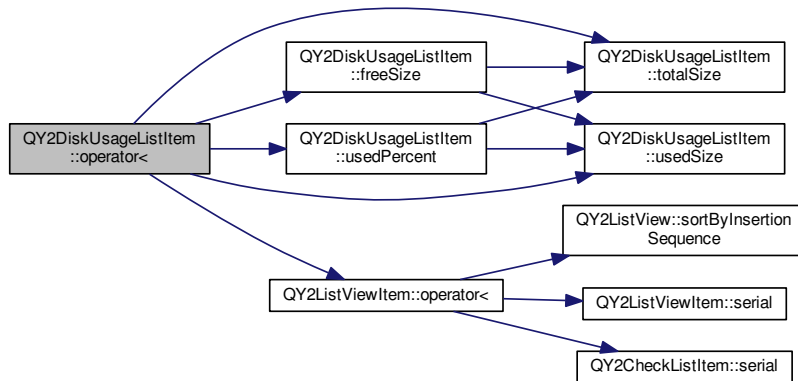 QY2DiskUsageListItem
::operator<
QY2DiskUsageListItem
::freeSize
QY2DiskUsageListItem
::usedPercent
QY2ListViewItem::operator<
QY2DiskUsageListItem
::totalSize
QY2DiskUsageListItem
::usedSize
QY2ListView::sortByInsertion
Sequence
QY2ListViewItem::serial
QY2CheckListItem::serial